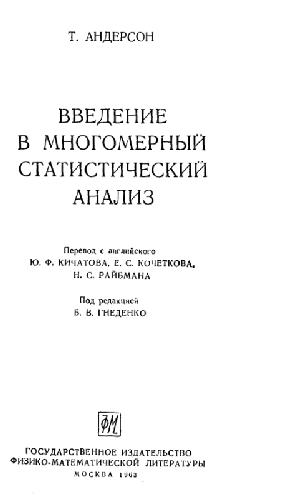 Т. АНДЕРСОН
ВВЕДЕНИЕ
В МНОГОМЕРНЫЙ
СТАТИСТИЧЕСКИЙ
АНАЛИЗ
Перевод с английского
Ю. Ф. КИЧАТОВА, Е. С. КОЧЕТКОВА,
Н. С. РАЙБМАНА
Под редакцией
Б. В. ГНЕДЕНКО
ФМ
ГОСУДАРСТВЕННОЕ ИЗДАТЕЛЬСТВО
ФИЗИКО-МАТЕМАТИЧЕСКОЙ ЛИТЕРАТУРЫ
МОСКВА 1963